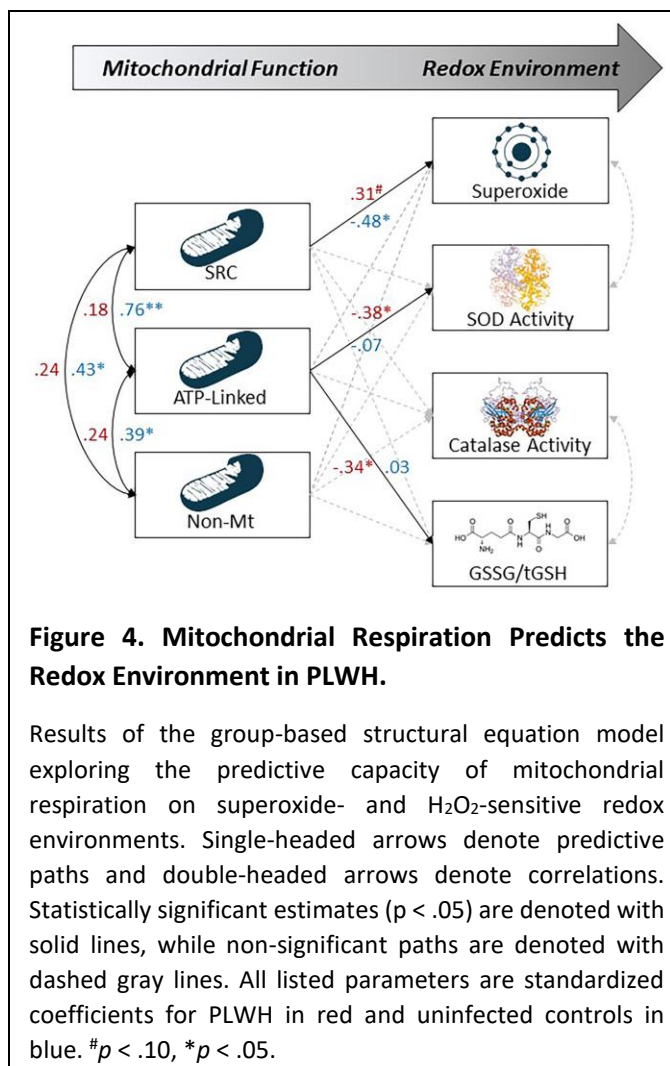 Mitochondrial Function Redox Environment
Superoxide
.31#
-.48*
SRC
SOD Activity
.18 .76**
-.38*
-.07
.24 .43*
ATP-Linked
Catalase Activity
.24 .39*
-.34* .03
Non-Mt
SH
O O
HO N H OH
NH2 O H N O
GSSG/tGSH
Figure 4. Mitochondrial Respiration Predicts the
Redox Environment in PLWH.
Results of the group-based structural equation model
exploring the predictive capacity of mitochondrial
respiration on superoxide- and H2O2-sensitive redox
environments. Single-headed arrows denote predictive
paths and double-headed arrows denote correlations.
Statistically significant estimates (p < .05) are denoted with
solid lines, while non-significant paths are denoted with
dashed gray lines. All listed parameters are standardized
coefficients for PLWH in red and uninfected controls in
blue. #p < .10, *p < .05.